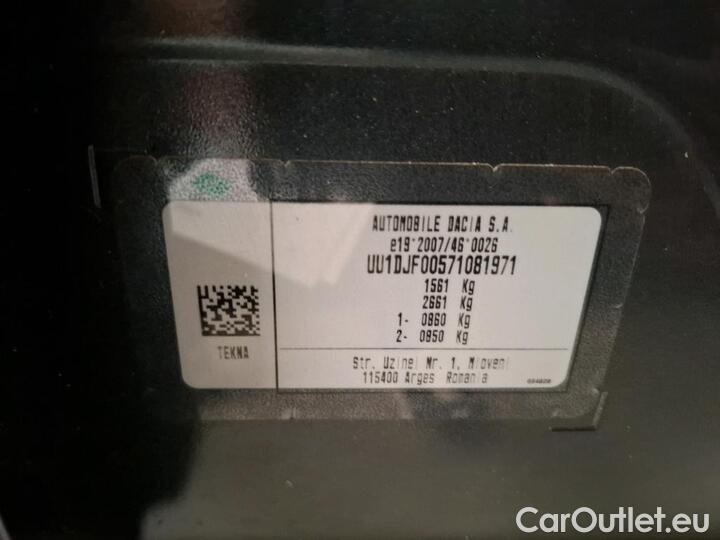 AUTOMOBILE DACIA S.A.
e19*2007/46*0026
UU1DJF00571081971
1561 Kg
2661 Kg
1- 0860 Kg
2- 0850 Kg
TEKNA
Str. Uzinei Nr. 1, Mioveni
115400 Arges Romania
CarOutlet.eu